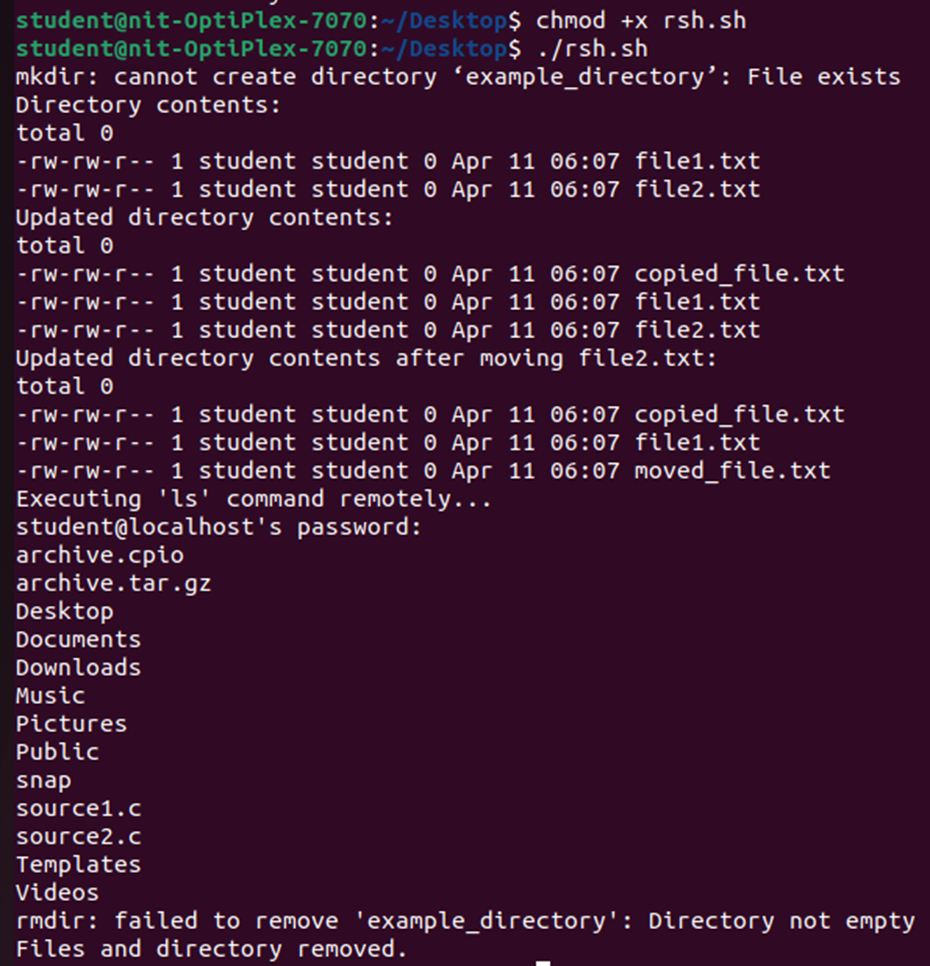 student@nit-OptiPlex-7070:~/Desktop$ chmod +x rsh.sh
student@nit-OptiPlex-7070:~/Desktop$ ./rsh.sh
mkdir: cannot create directory ‘example_directory’: File exists
Directory contents:
total 0
-rw-rw-r-- 1 student student 0 Apr 11 06:07 file1.txt
-rw-rw-r-- 1 student student 0 Apr 11 06:07 file2.txt
Updated directory contents:
total 0
-rw-rw-r-- 1 student student 0 Apr 11 06:07 copied_file.txt
-rw-rw-r-- 1 student student 0 Apr 11 06:07 file1.txt
-rw-rw-r-- 1 student student 0 Apr 11 06:07 file2.txt
Updated directory contents after moving file2.txt:
total 0
-rw-rw-r-- 1 student student 0 Apr 11 06:07 copied_file.txt
-rw-rw-r-- 1 student student 0 Apr 11 06:07 file1.txt
-rw-rw-r-- 1 student student 0 Apr 11 06:07 moved_file.txt
Executing 'ls' command remotely...
student@localhost's password:
archive.cpio
archive.tar.gz
Desktop
Documents
Downloads
Music
Pictures
Public
snap
source1.c
source2.c
Templates
Videos
rmdir: failed to remove 'example_directory': Directory not empty
Files and directory removed.